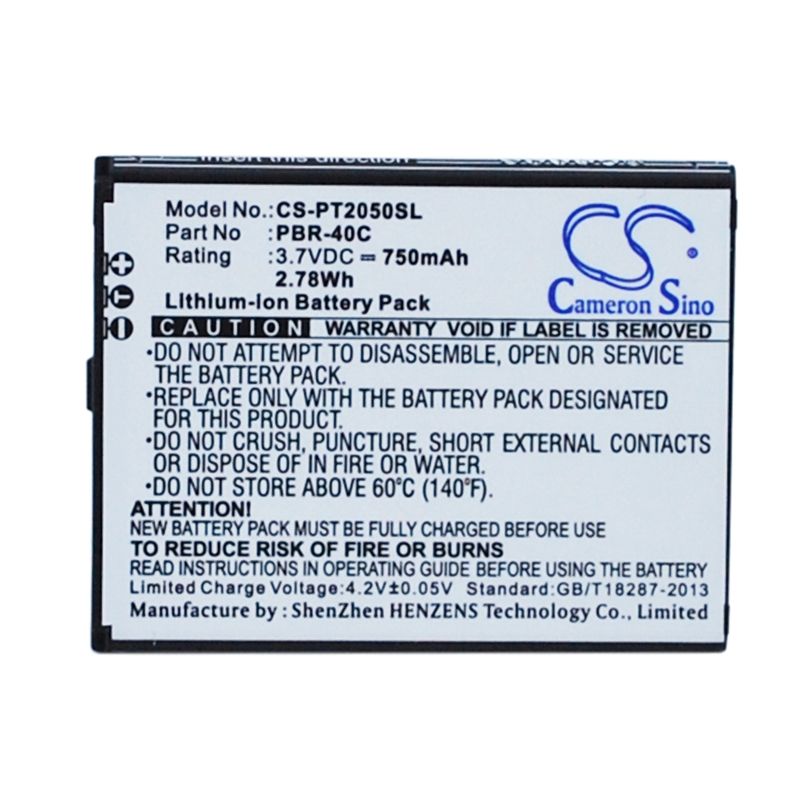 Insert this direction
Model No.: CS-PT2050SL
Part No : PBR-40C
Rating : 3.7VDC ⎓ 750mAh
2.78Wh
Lithium-ion Battery Pack
CS
Cameron Sino
+
-
CAUTION WARRANTY VOID IF LABEL IS REMOVED
•DO NOT ATTEMPT TO DISASSEMBLE, OPEN OR SERVICE
THE BATTERY PACK.
•REPLACE ONLY WITH THE BATTERY PACK DESIGNATED
FOR THIS PRODUCT.
•DO NOT CRUSH, PUNCTURE, SHORT EXTERNAL CONTACTS
OR DISPOSE OF IN FIRE OR WATER.
•DO NOT STORE ABOVE 60°C (140°F).
ATTENTION:
NEW BATTERY PACK MUST BE FULLY CHARGED BEFORE USE
TO REDUCE RISK OF FIRE OR BURNS
READ INSTRUCTIONS IN OPERATING GUIDE BEFORE USE
Limited Charge Voltage:4.2V±0.05V Standard:GB/T18287-2013
Manufacture by : ShenZhen HENZENS Technology Co., Limited